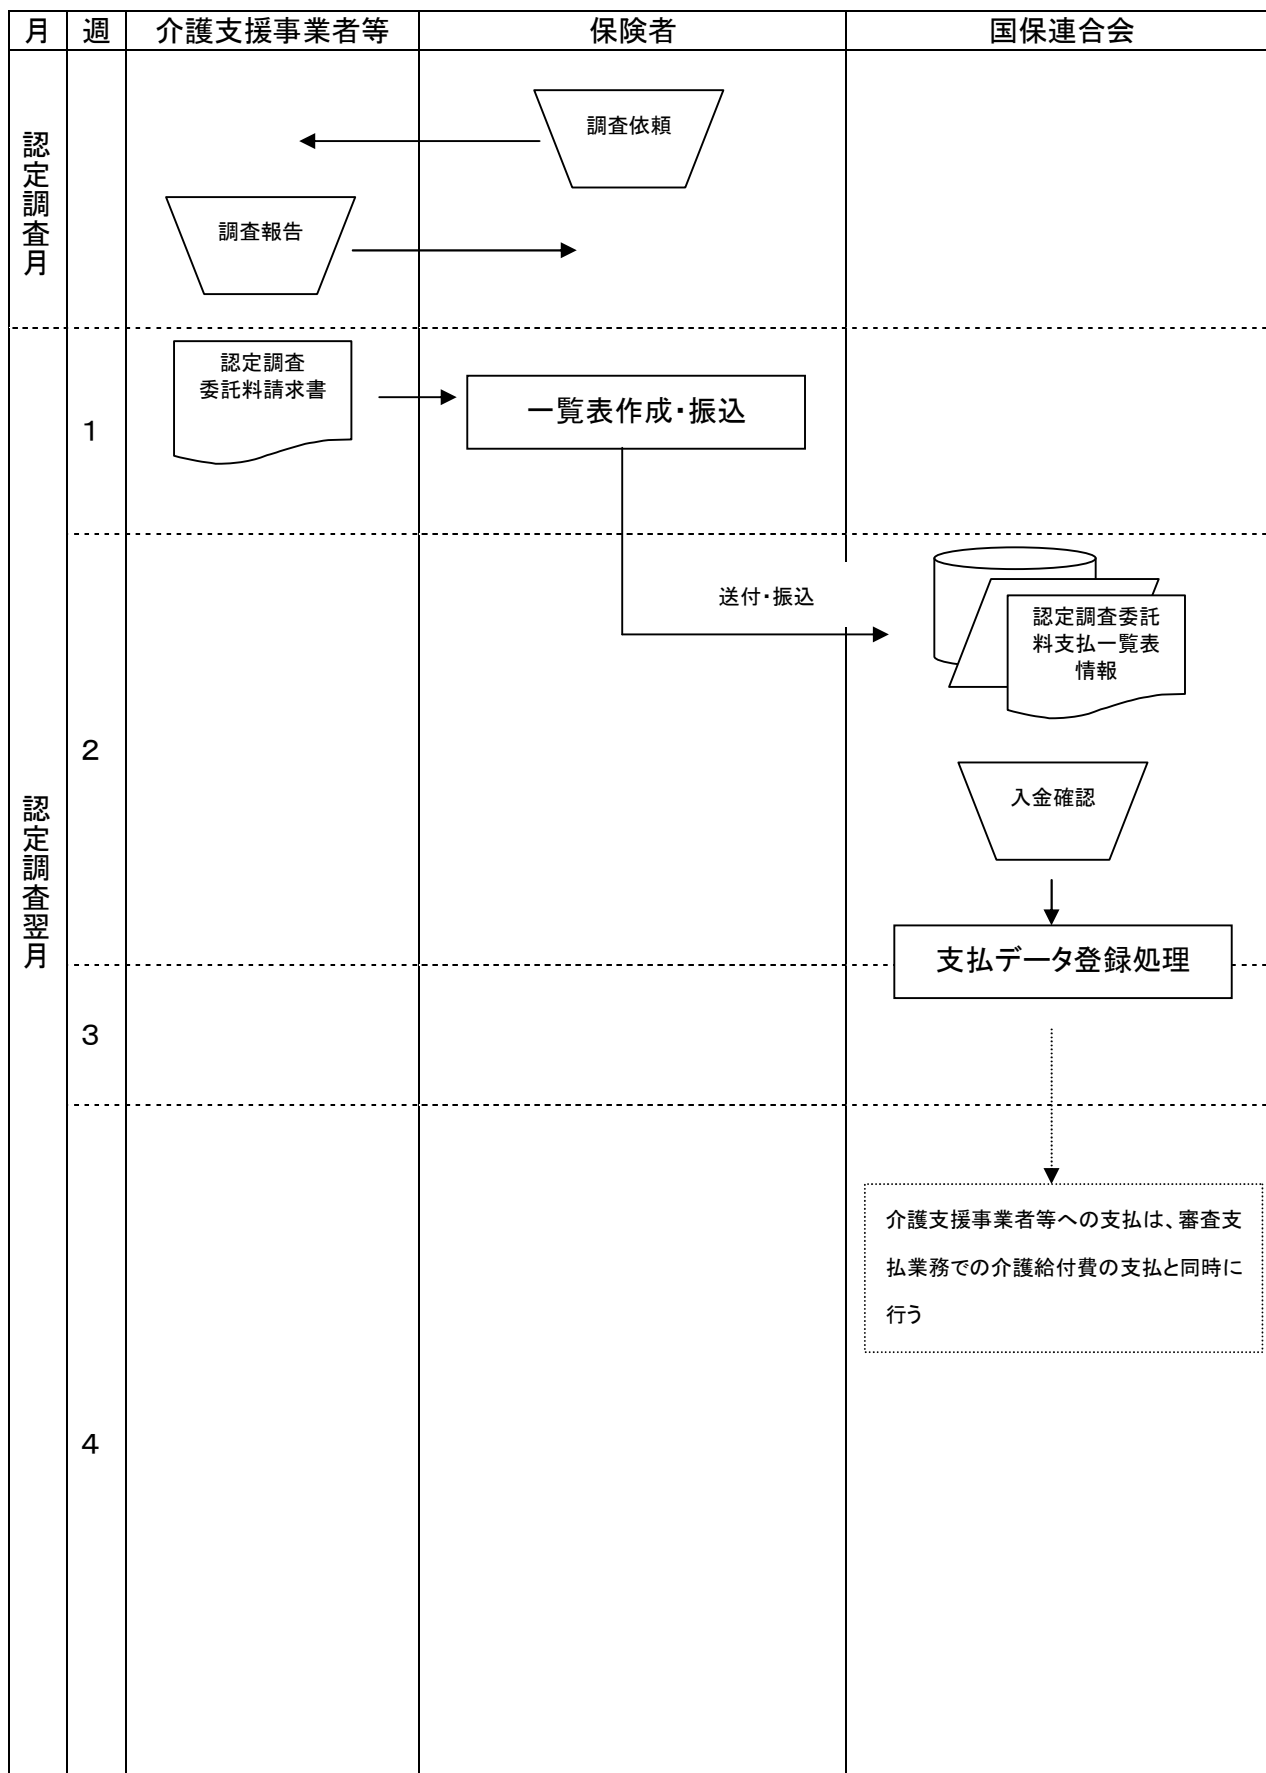 月 週 介護支援事業者等 保険者 国保連合会
認定調査月
調査依頼
調査報告
認定調査翌月
1
認定調査
委託料請求書
一覧表作成・振込
2
送付・振込
認定調査委託
料支払一覧表
情報
入金確認
支払データ登録処理
3
4
介護支援事業者等への支払は、審査支
払業務での介護給付費の支払と同時に
行う